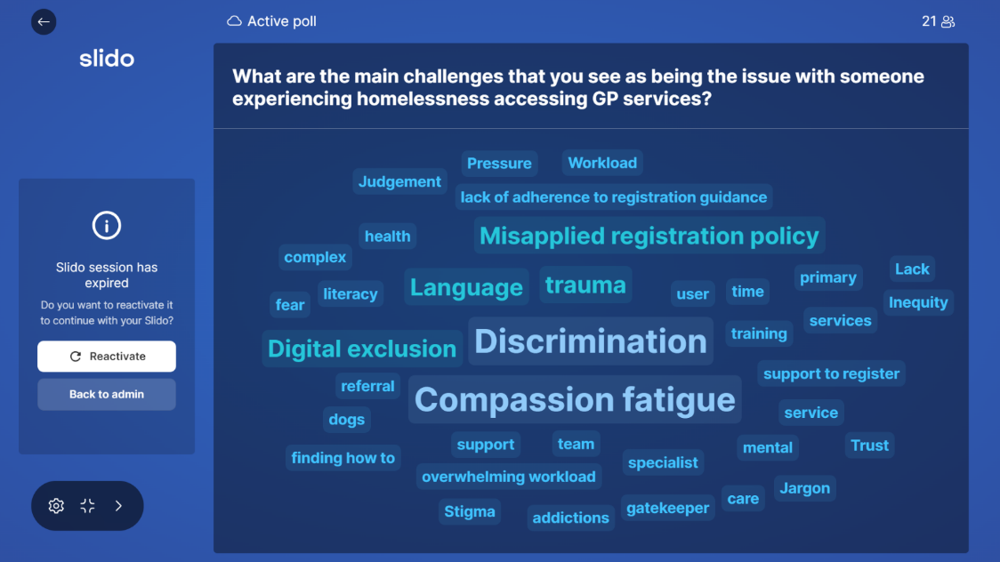 Active poll
21
slido
What are the main challenges that you see as being the issue with someone
experiencing homelessness accessing GP services?
Slido session has
expired
Do you want to reactivate it
to continue with your Slido?
Reactivate
Back to admin
Pressure
Workload
Judgement
lack of adherence to registration guidance
health
Misapplied registration policy
complex
fear
literacy
Language
trauma
user
time
primary
Lack
Inequity
services
training
Digital exclusion
Discrimination
support to register
referral
Compassion fatigue
service
dogs
finding how to
support
team
mental
Trust
specialist
overwhelming workload
Jargon
care
gatekeeper
Stigma
addictions